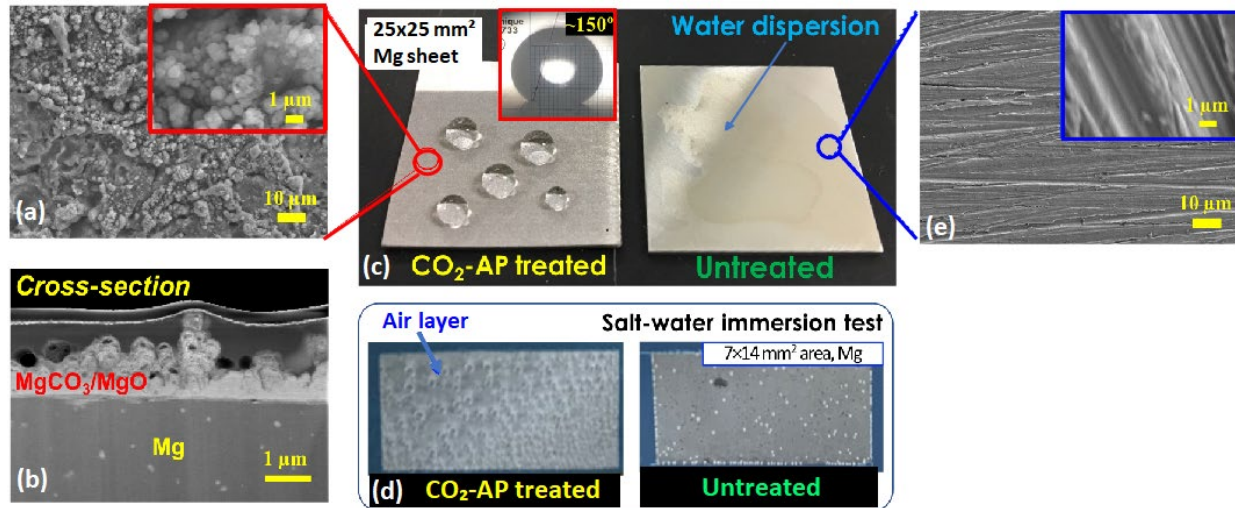 1 μm
10 μm
(a)
Cross-section
MgCO₃/MgO
Mg
1 μm
(b)
25x25 mm²
Mg sheet
nique
733
~150°
Water dispersion
(c)
CO₂-AP treated
Untreated
Air layer
Salt-water immersion test
7×14 mm² area, Mg
(d)
CO₂-AP treated
Untreated
1 μm
10 μm
(e)